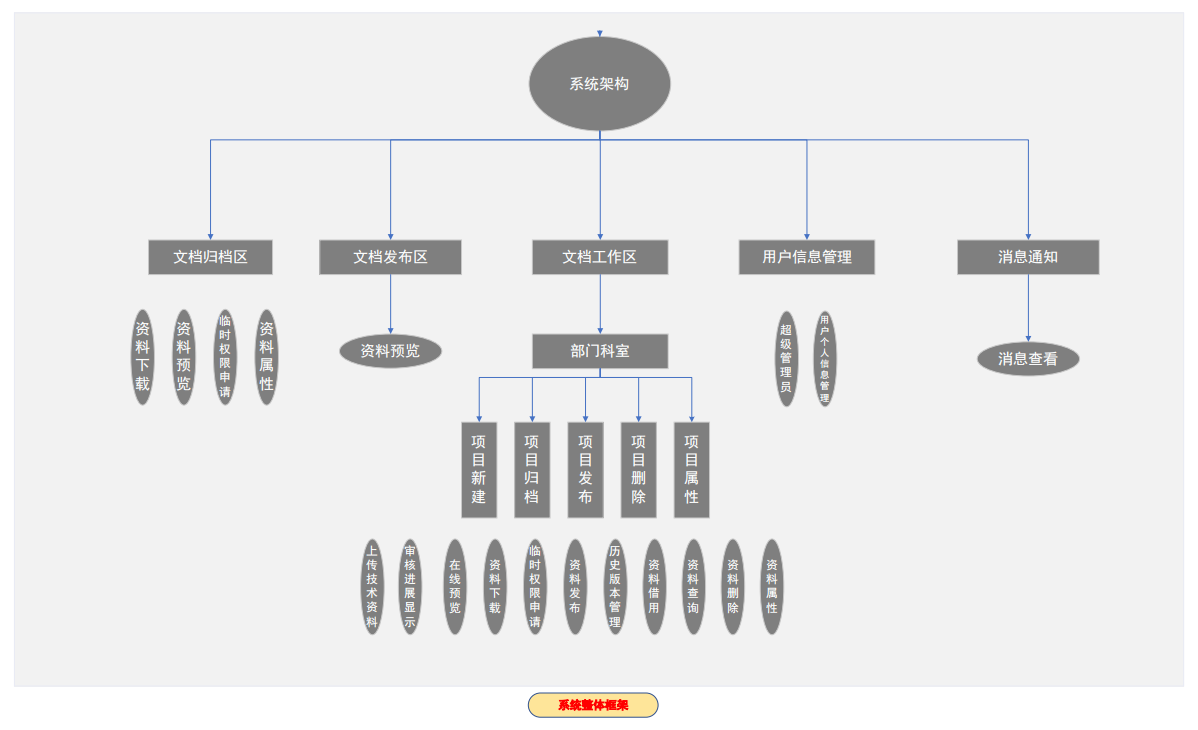 系统架构
文档归档区
文档发布区
文档工作区
用户信息管理
消息通知
资料下载
资料预览
临时权限申请
资料属性
资料预览
部门科室
超级管理员
用户个人信息管理
消息查看
项目新建
项目归档
项目发布
项目删除
项目属性
上传技术资料
审核进展显示
在线预览
资料下载
临时权限申请
资料发布
历史版本管理
资料借用
资料查询
资料删除
资料属性
系统整体框架